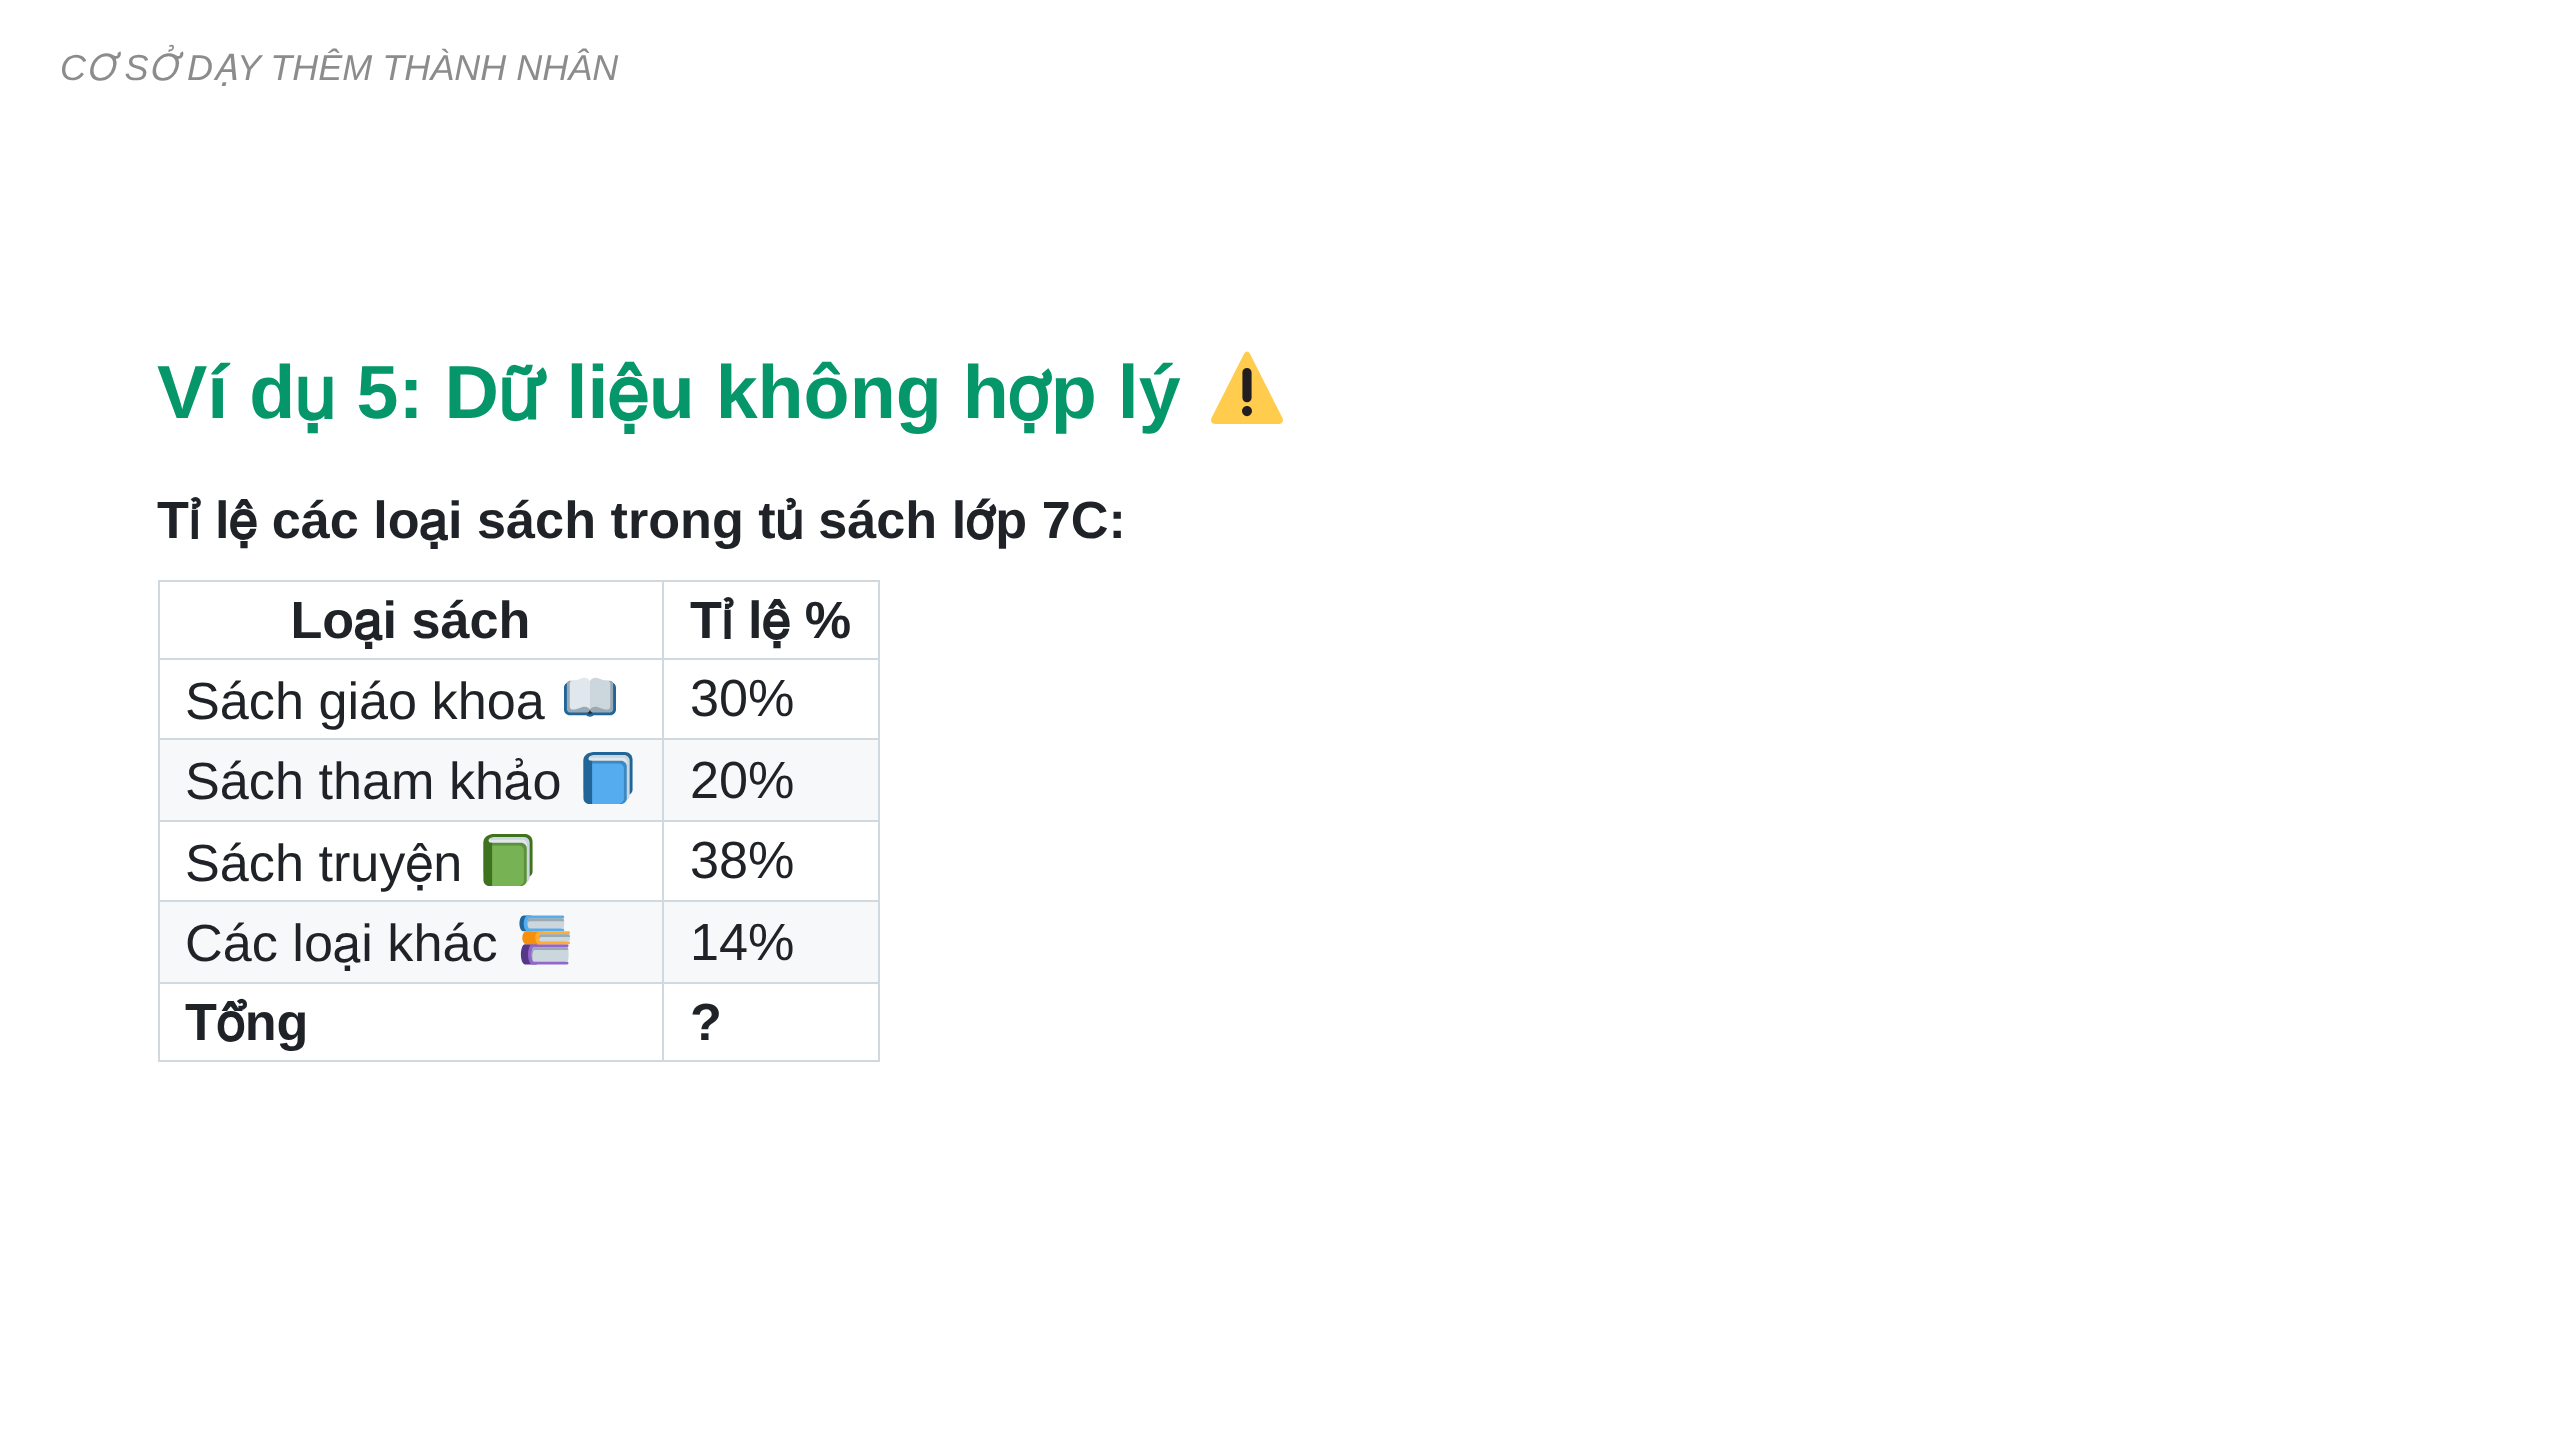 CƠ SỞ DẠY THÊM THÀNH NHÂN
Ví dụ 5: Dữ liệu không hợp lý ⚠️
Tỉ lệ các loại sách trong tủ sách lớp 7C:
Loại sách Tỉ lệ %
Sách giáo khoa 📖 30%
Sách tham khảo 📘 20%
Sách truyện 📗 38%
Các loại khác 📚 14%
Tổng ?